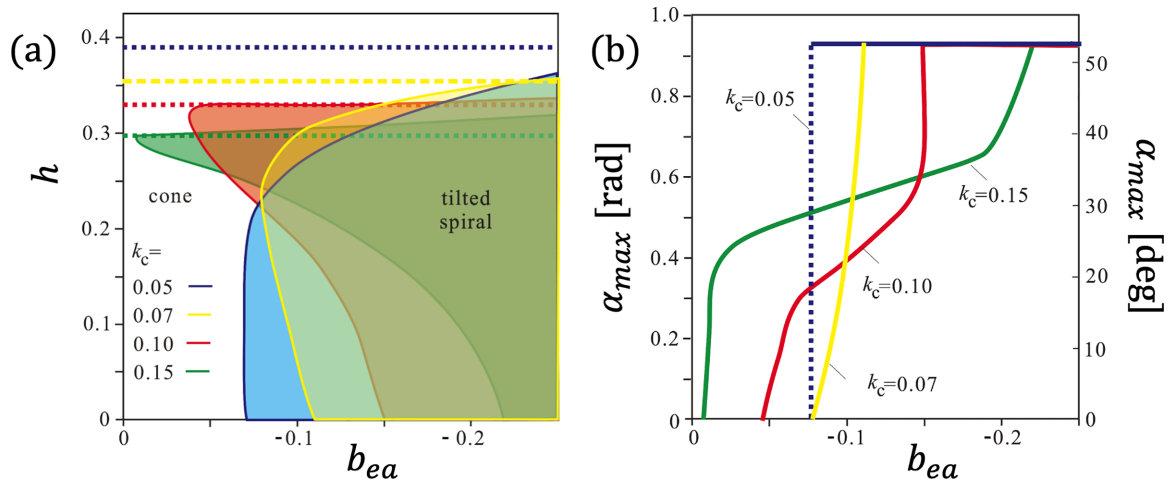 (a)
0.4
0.3
0.2
0.1
0
h
cone
tilted
spiral
k_c=
0.05
0.07
0.10
0.15
0
-0.1
-0.2
b_ea
(b)
1.0
0.8
0.6
0.4
0.2
0
α_max [rad]
k_c=0.05
k_c=0.15
k_c=0.10
k_c=0.07
50
40
30
20
10
0
α_max [deg]
0
-0.1
-0.2
b_ea